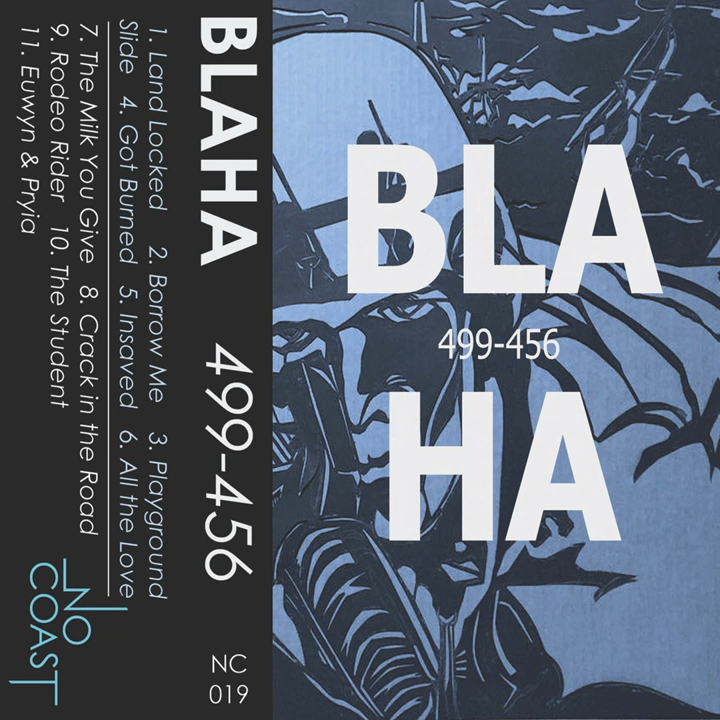 1. Land Locked 2. Borrow Me 3. Playground
Slide 4. Got Burned 5. Insaved 6. All the Love
7. The Milk You Give 8. Crack in the Road
9. Rodeo Rider 10. The Student
11. Euwyn & Pryia
NO
COAST
BLAHA 499-456
NC
019
BLA
499-456
HA